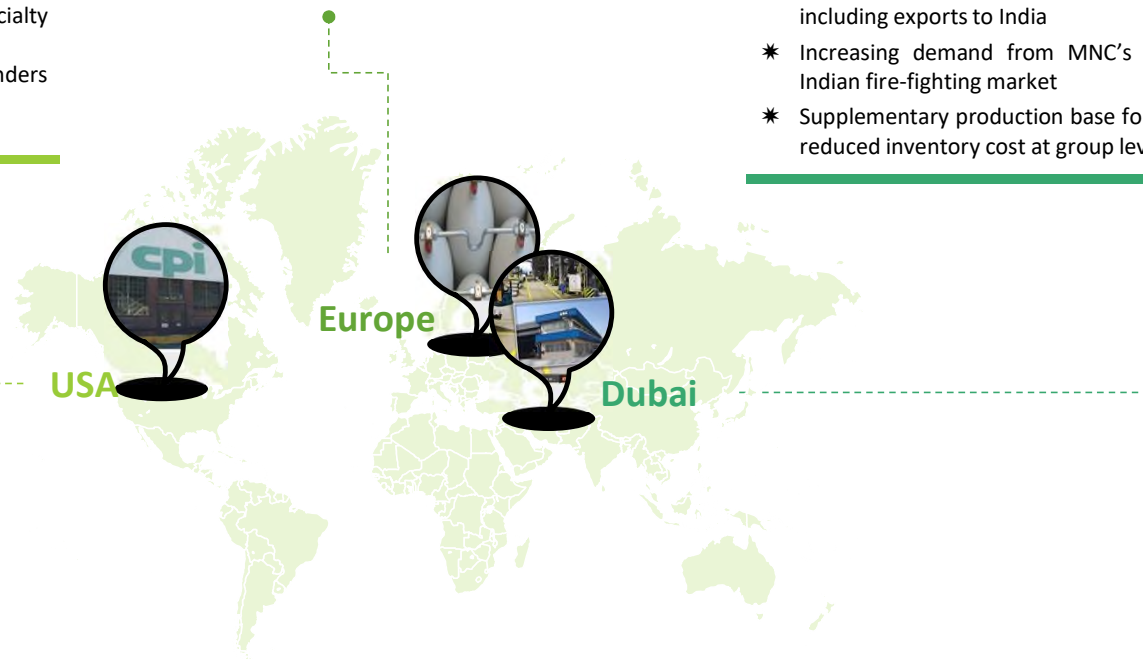 cialty
nders
including exports to India
✷ Increasing demand from MNC's
Indian fire-fighting market
✷ Supplementary production base fo
reduced inventory cost at group lev
cpi
Europe
USA
Dubai